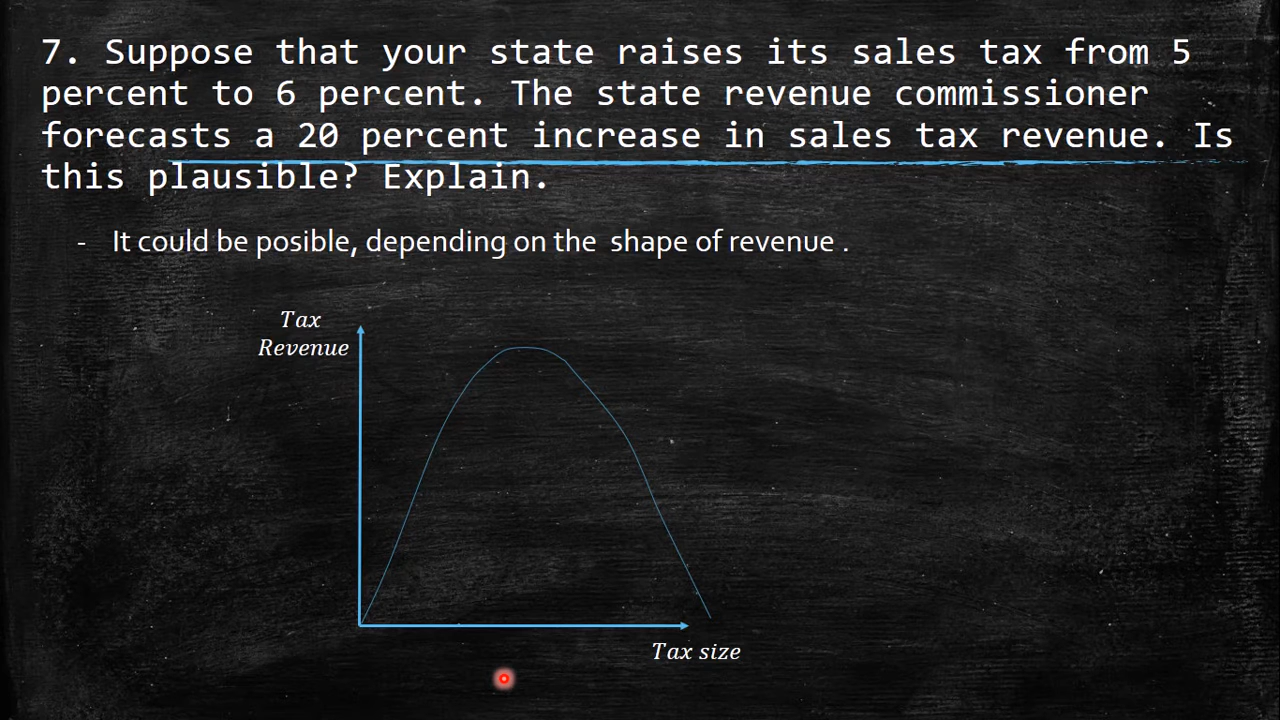 7. Suppose that your state raises its sales tax from 5
percent to 6 percent. The state revenue commissioner
forecasts a 20 percent increase in sales tax revenue. Is
this plausible? Explain.
- It could be posible, depending on the shape of revenue .
Tax
Revenue
Tax size